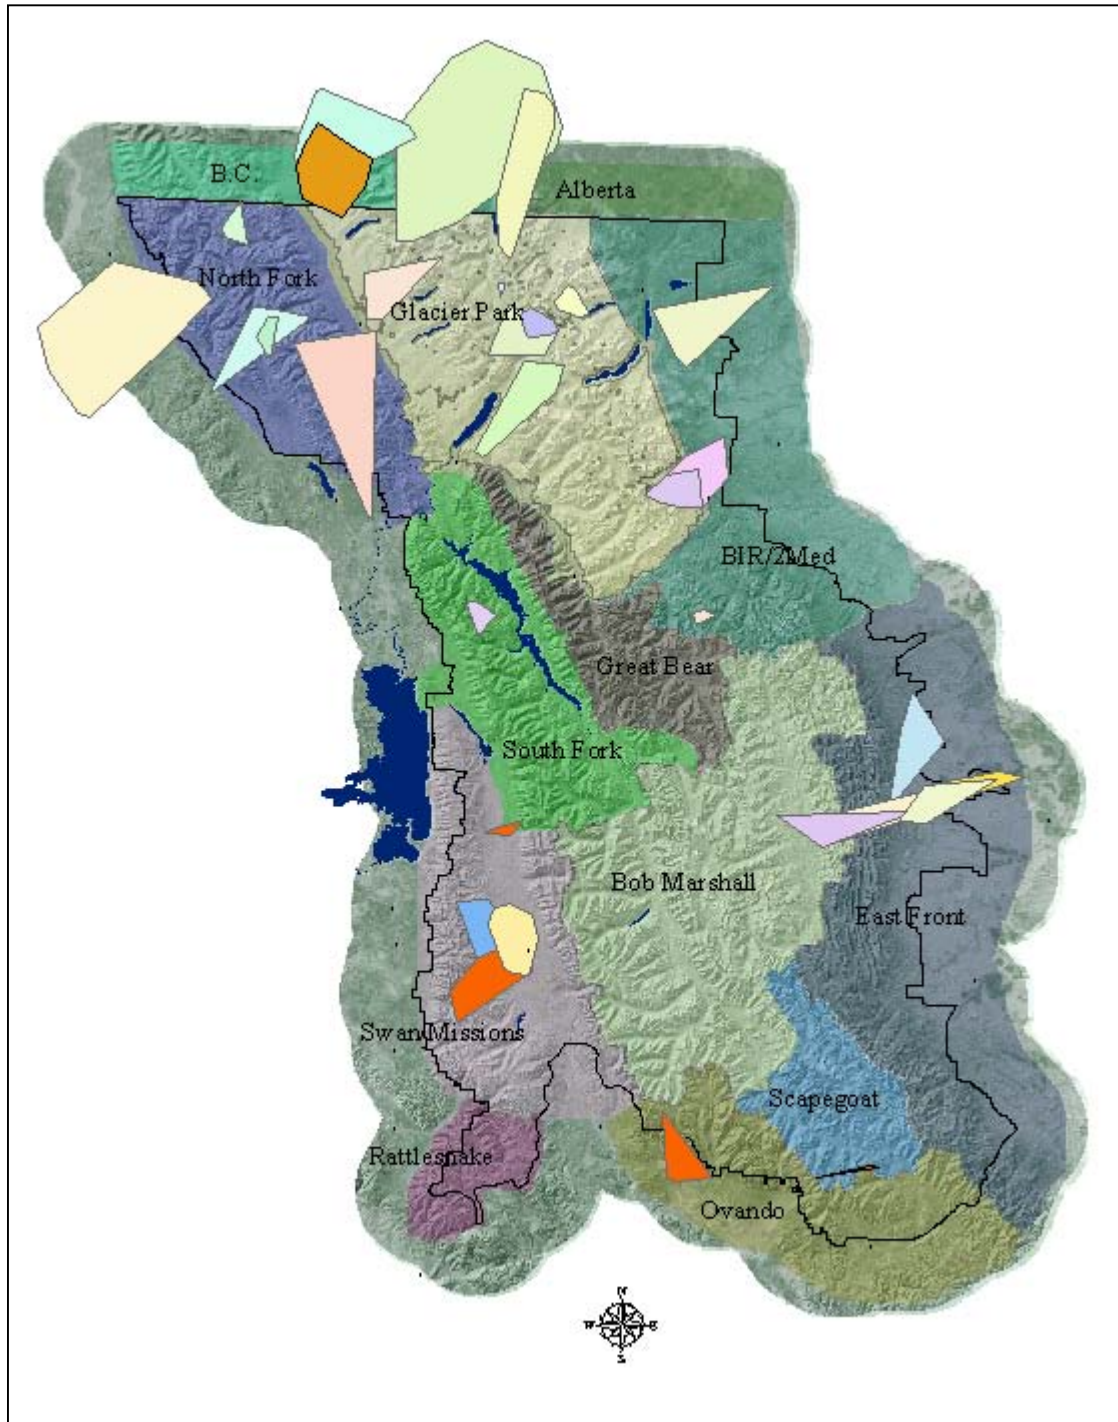 B.C.
Alberta
North Fork
Glacier Park
BIR/2Med
Great Bear
South Fork
Bob Marshall
East Front
Swan Missions
Scapegoat
Rattlesnake
Ovando
N
W E
S